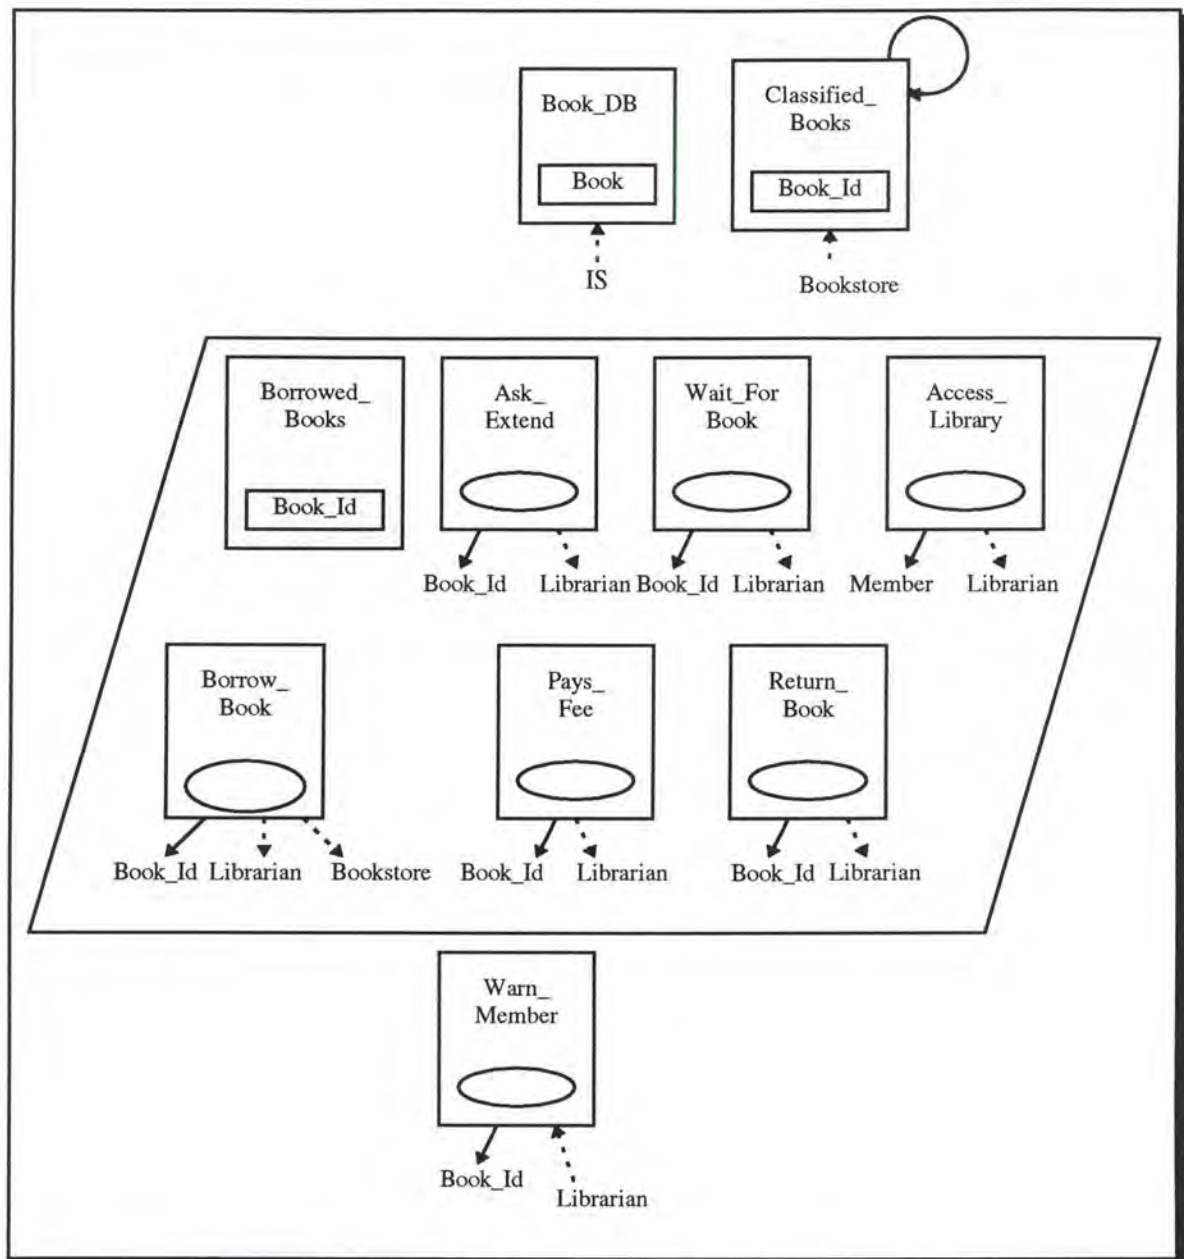 Book_DB
Book
IS
Classified_
Books
Book_Id
Bookstore
Borrowed_
Books
Book_Id
Ask_
Extend
Book_Id
Librarian
Wait_For
Book
Book_Id
Librarian
Access_
Library
Member
Librarian
Borrow_
Book
Book_Id
Librarian
Bookstore
Pays_
Fee
Book_Id
Librarian
Return_
Book
Book_Id
Librarian
Warn_
Member
Book_Id
Librarian